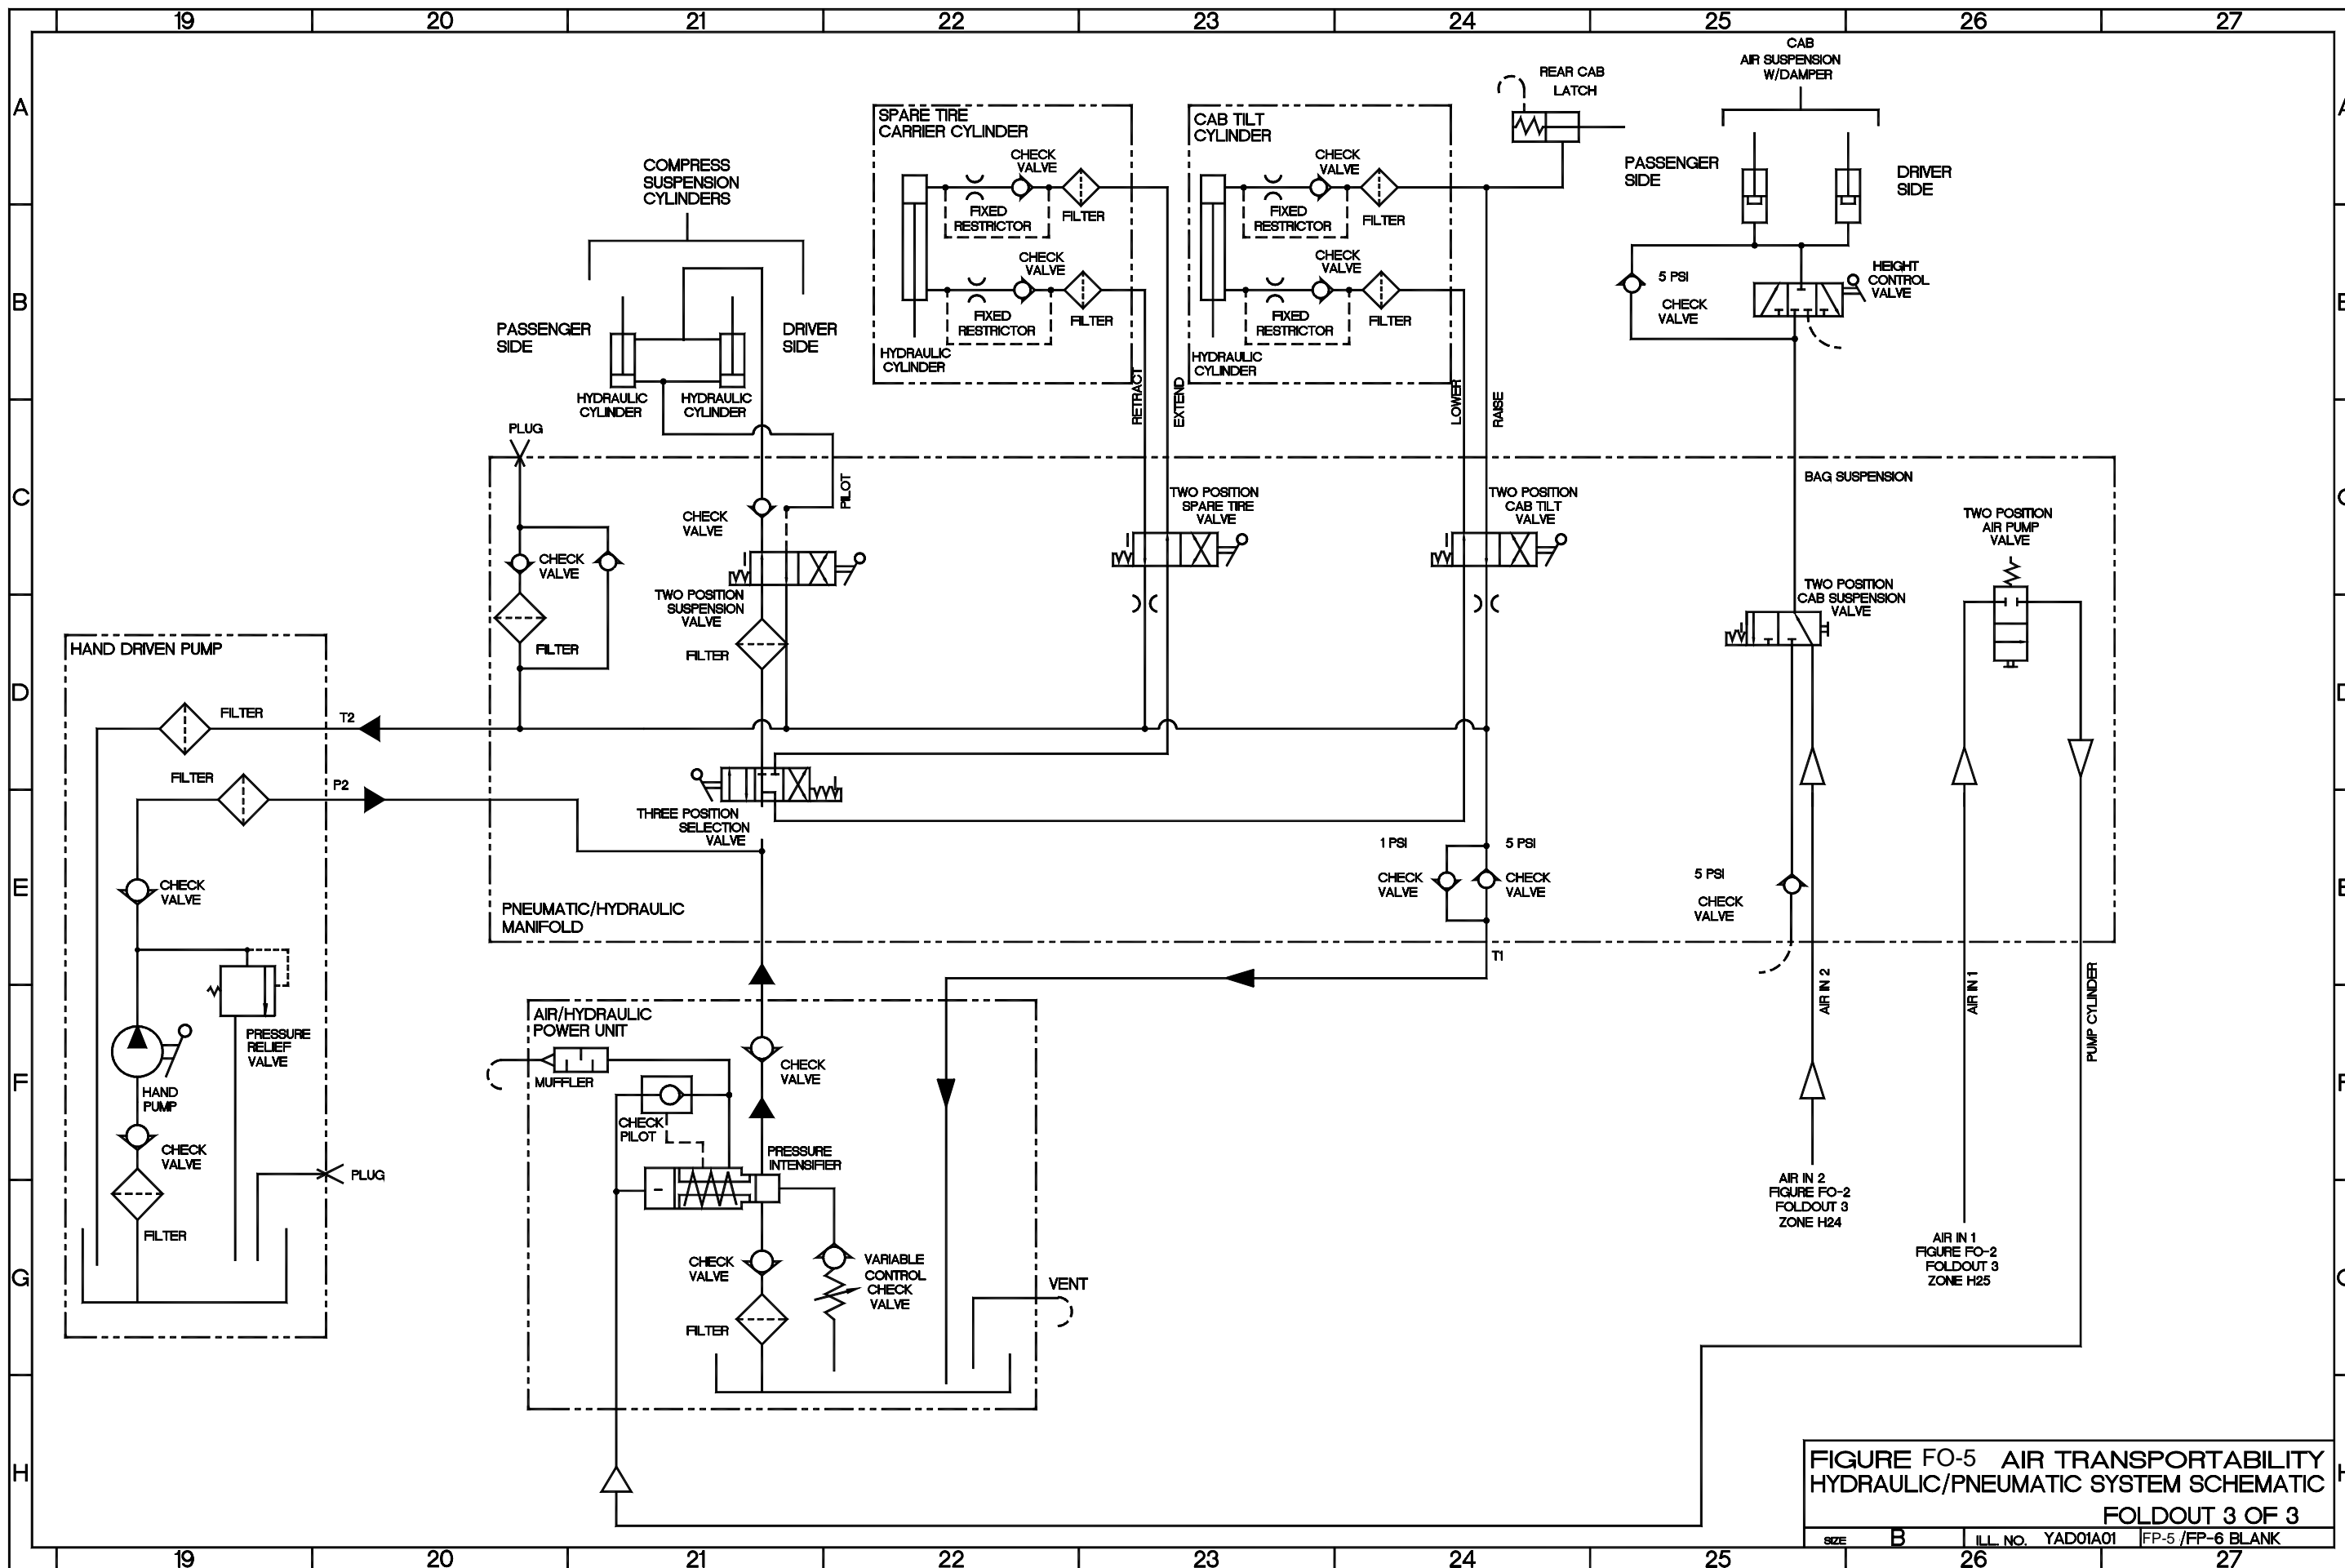 19 20 21 22 23 24 25 26 27
A
B
C
D
E
F
G
H
A
B
C
D
E
F
G
H
CAB
AIR SUSPENSION
W/DAMPER
REAR CAB
LATCH
PASSENGER
SIDE
DRIVER
SIDE
SPARE TIRE
CARRIER CYLINDER
CHECK
VALVE
FIXED
RESTRICTOR
FILTER
CHECK
VALVE
FIXED
RESTRICTOR
FILTER
HYDRAULIC
CYLINDER
RETRACT
EXTEND
CAB TILT
CYLINDER
CHECK
VALVE
FIXED
RESTRICTOR
FILTER
CHECK
VALVE
FIXED
RESTRICTOR
FILTER
HYDRAULIC
CYLINDER
LOWER
RAISE
COMPRESS
SUSPENSION
CYLINDERS
PASSENGER
SIDE
DRIVER
SIDE
HYDRAULIC
CYLINDER
HYDRAULIC
CYLINDER
5 PSI
CHECK
VALVE
HEIGHT
CONTROL
VALVE
PLUG
PILOT
CHECK
VALVE
CHECK
VALVE
TWO POSITION
SUSPENSION
VALVE
FILTER
FILTER
TWO POSITION
SPARE TIRE
VALVE
TWO POSITION
CAB TILT
VALVE
BAG SUSPENSION
TWO POSITION
AIR PUMP
VALVE
TWO POSITION
CAB SUSPENSION
VALVE
HAND DRIVEN PUMP
FILTER
T2
FILTER
P2
CHECK
VALVE
PRESSURE
RELIEF
VALVE
HAND
PUMP
CHECK
VALVE
FILTER
PLUG
THREE POSITION
SELECTION
VALVE
PNEUMATIC/HYDRAULIC
MANIFOLD
1 PSI
CHECK
VALVE
5 PSI
CHECK
VALVE
T1
5 PSI
CHECK
VALVE
AIR IN 2
AIR IN 1
PUMP CYLINDER
AIR/HYDRAULIC
POWER UNIT
MUFFLER
CHECK
PILOT
CHECK
VALVE
PRESSURE
INTENSIFIER
CHECK
VALVE
VARIABLE
CONTROL
CHECK
VALVE
FILTER
VENT
AIR IN 2
FIGURE FO-2
FOLDOUT 3
ZONE H24
AIR IN 1
FIGURE FO-2
FOLDOUT 3
ZONE H25
FIGURE FO-5 AIR TRANSPORTABILITY
HYDRAULIC/PNEUMATIC SYSTEM SCHEMATIC
FOLDOUT 3 OF 3
SIZE B ILL. NO. YAD01A01 FP-5 /FP-6 BLANK
19 20 21 22 23 24 25 26 27